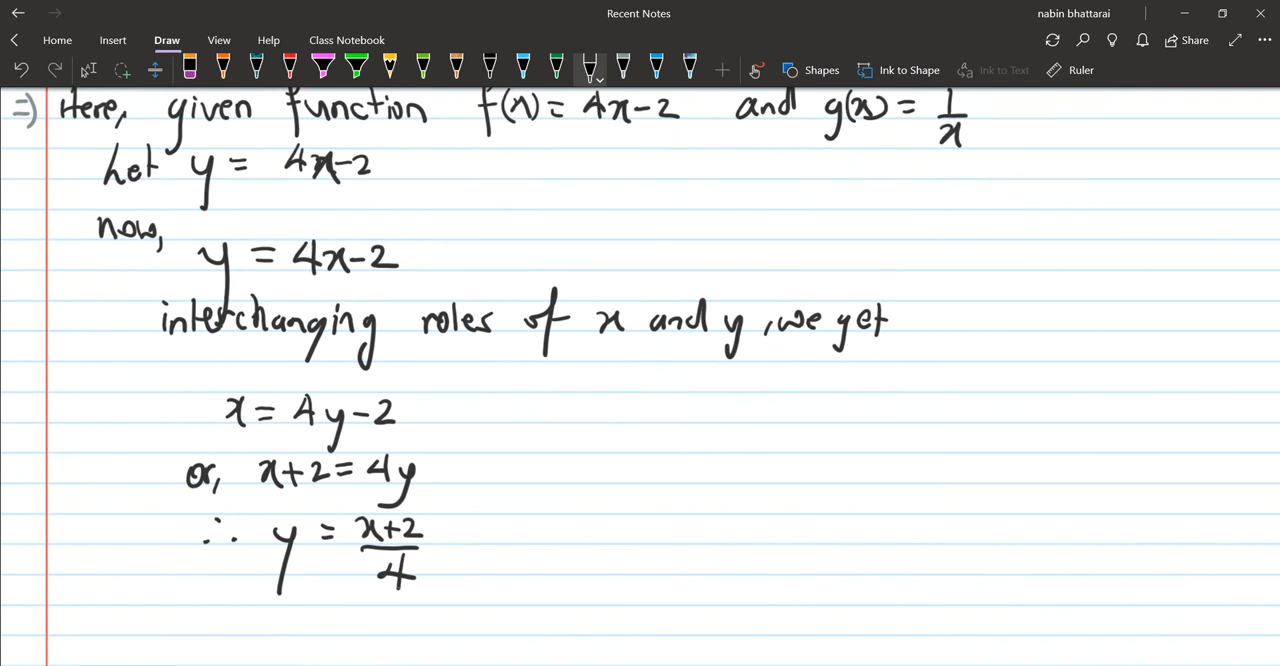 Recent Notes
nabin bhattarai
Home Insert Draw View Help Class Notebook
Share
Shapes Ink to Shape Ink to Text Ruler
=) Here, given function f(x) = 4x-2 and g(x) = 1/x
Let y = 4x-2
now,
y = 4x-2
interchanging roles of x and y, we get
x = 4y-2
or, x+2 = 4y
∴ y = (x+2)/4